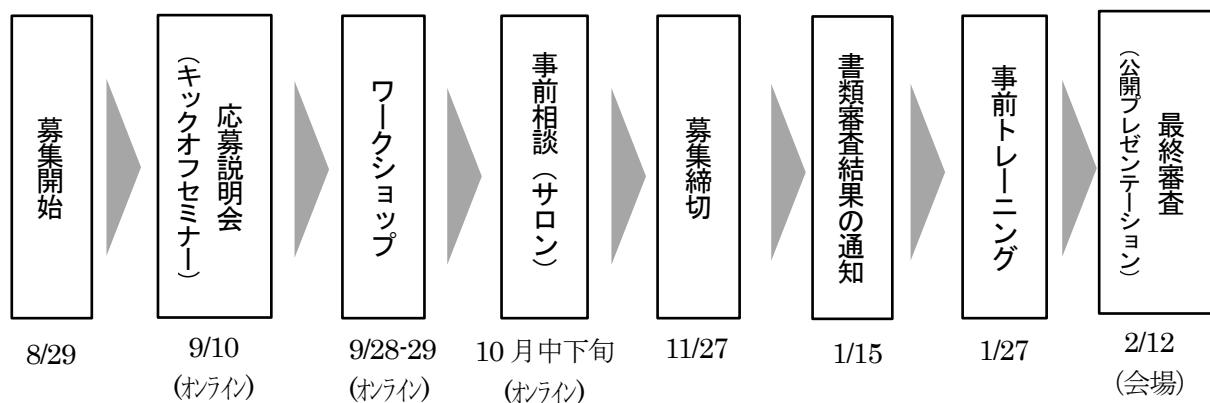 募集開始
8/29
応募説明会
(キックオフセミナー)
9/10
(オンライン)
ワークショップ
9/28-29
(オンライン)
事前相談（サロン）
10 月中下旬
(オンライン)
募集締切
11/27
書類審査結果の通知
1/15
事前トレーニング
1/27
最終審査
(公開プレゼンテーション)
2/12
(会場)